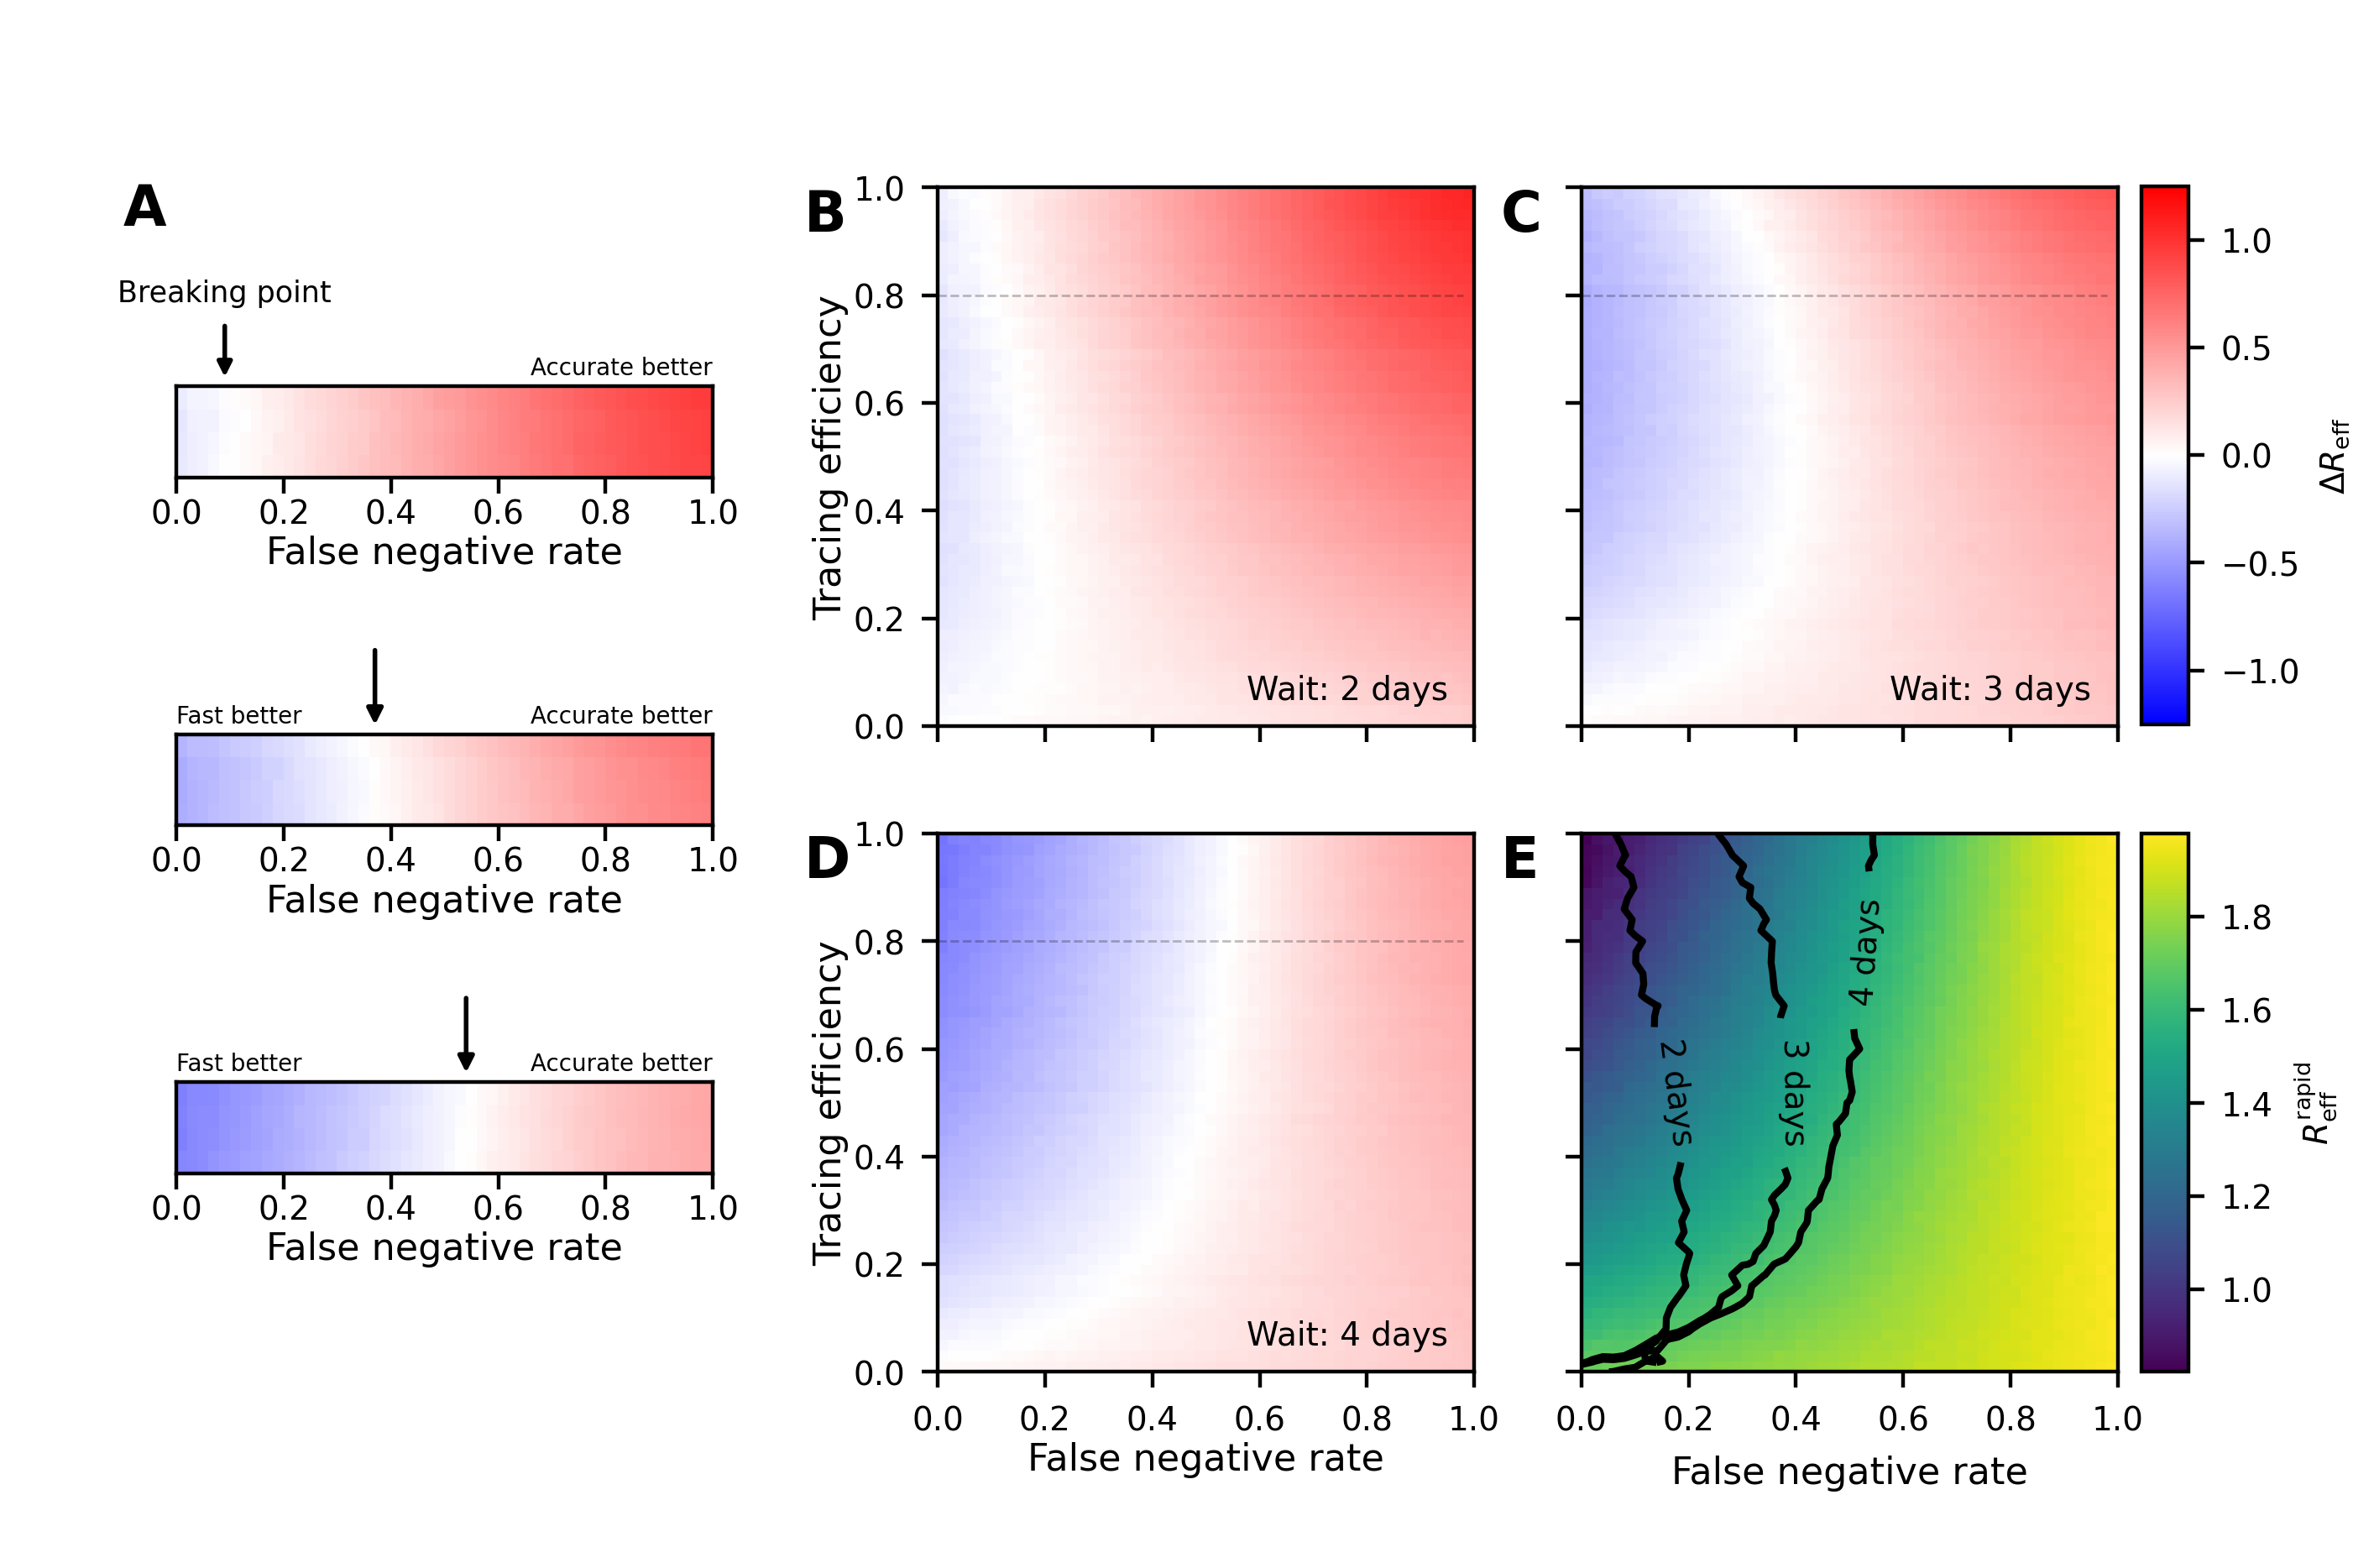 A
Breaking point
Accurate better
0.0 0.2 0.4 0.6 0.8 1.0
False negative rate
Fast better Accurate better
0.0 0.2 0.4 0.6 0.8 1.0
False negative rate
Fast better Accurate better
0.0 0.2 0.4 0.6 0.8 1.0
False negative rate
B
1.0
0.8
0.6
0.4
0.2
0.0
Tracing efficiency
Wait: 2 days
C
Wait: 3 days
1.0
0.5
0.0
−0.5
−1.0
ΔReff
D
1.0
0.8
0.6
0.4
0.2
0.0
Tracing efficiency
Wait: 4 days
0.0 0.2 0.4 0.6 0.8 1.0
False negative rate
E
2 days
3 days
4 days
0.0 0.2 0.4 0.6 0.8 1.0
False negative rate
1.8
1.6
1.4
1.2
1.0
R rapid eff